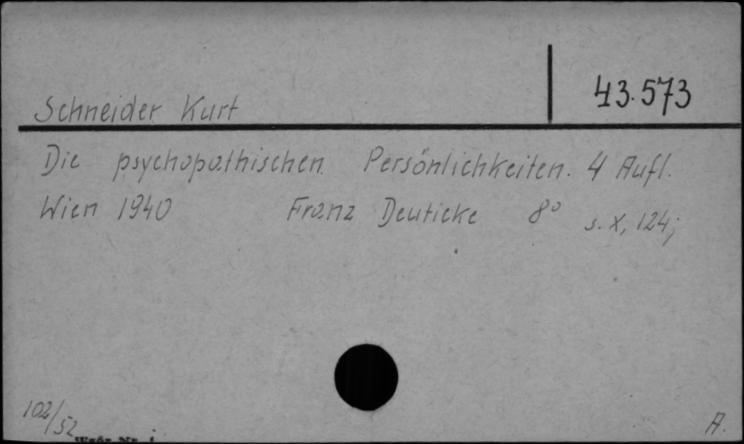 43.573
Schneider Kurt
Die psychopathischen Persönlichkeiten. 4 Aufl.
Wien 1940 Franz Deuticke 8° s. X, 124;
102/52
A.